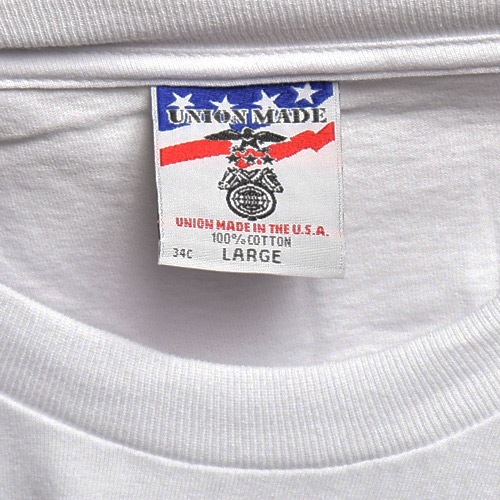 UNION MADE
UNION MADE IN THE U.S.A.
100% COTTON
34C LARGE